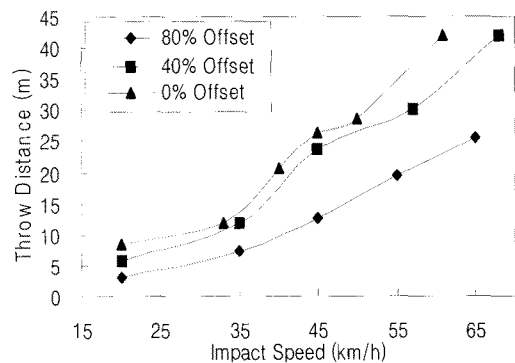 45
40
35
30
25
20
15
10
5
0
Throw Distance (m)
80% Offset
40% Offset
0% Offset
15 25 35 45 55 65
Impact Speed (km/h)